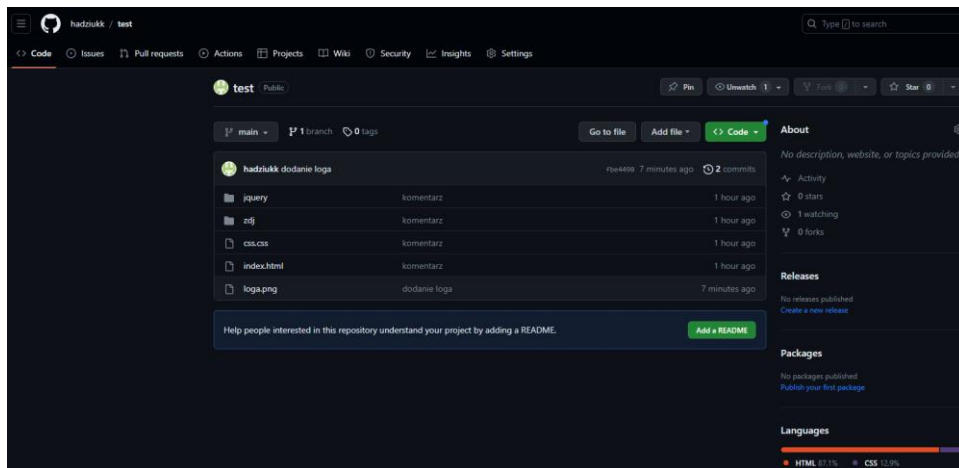 hadziukk / test
Type / to search
Code Issues Pull requests Actions Projects Wiki Security Insights Settings
test Public
Pin Unwatch 1 Fork 0 Star 0
main 1 branch 0 tags Go to file Add file Code
hadziukk dodanie loga 7 minutes ago 2 commits
jquery komentarz 1 hour ago
zdj komentarz 1 hour ago
css.css komentarz 1 hour ago
index.html komentarz 1 hour ago
loga.png dodanie loga 7 minutes ago
Help people interested in this repository understand your project by adding a README. Add a README
About
No description, website, or topics provided
Activity
0 stars
1 watching
0 forks
Releases
No releases published
Create a new release
Packages
No packages published
Publish your first package
Languages
HTML 87.1% CSS 12.9%